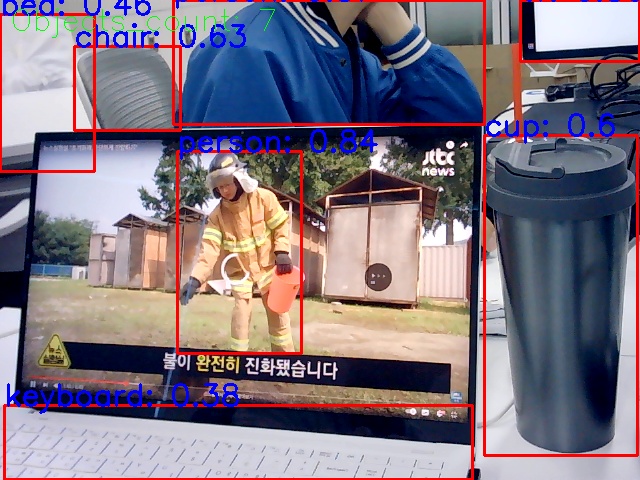 bed: 0.46
Objects count: 7
chair: 0.63
person: 0.84
cup: 0.6
jtbc
news
불이 완전히 진화됐습니다
keyboard: 0.38